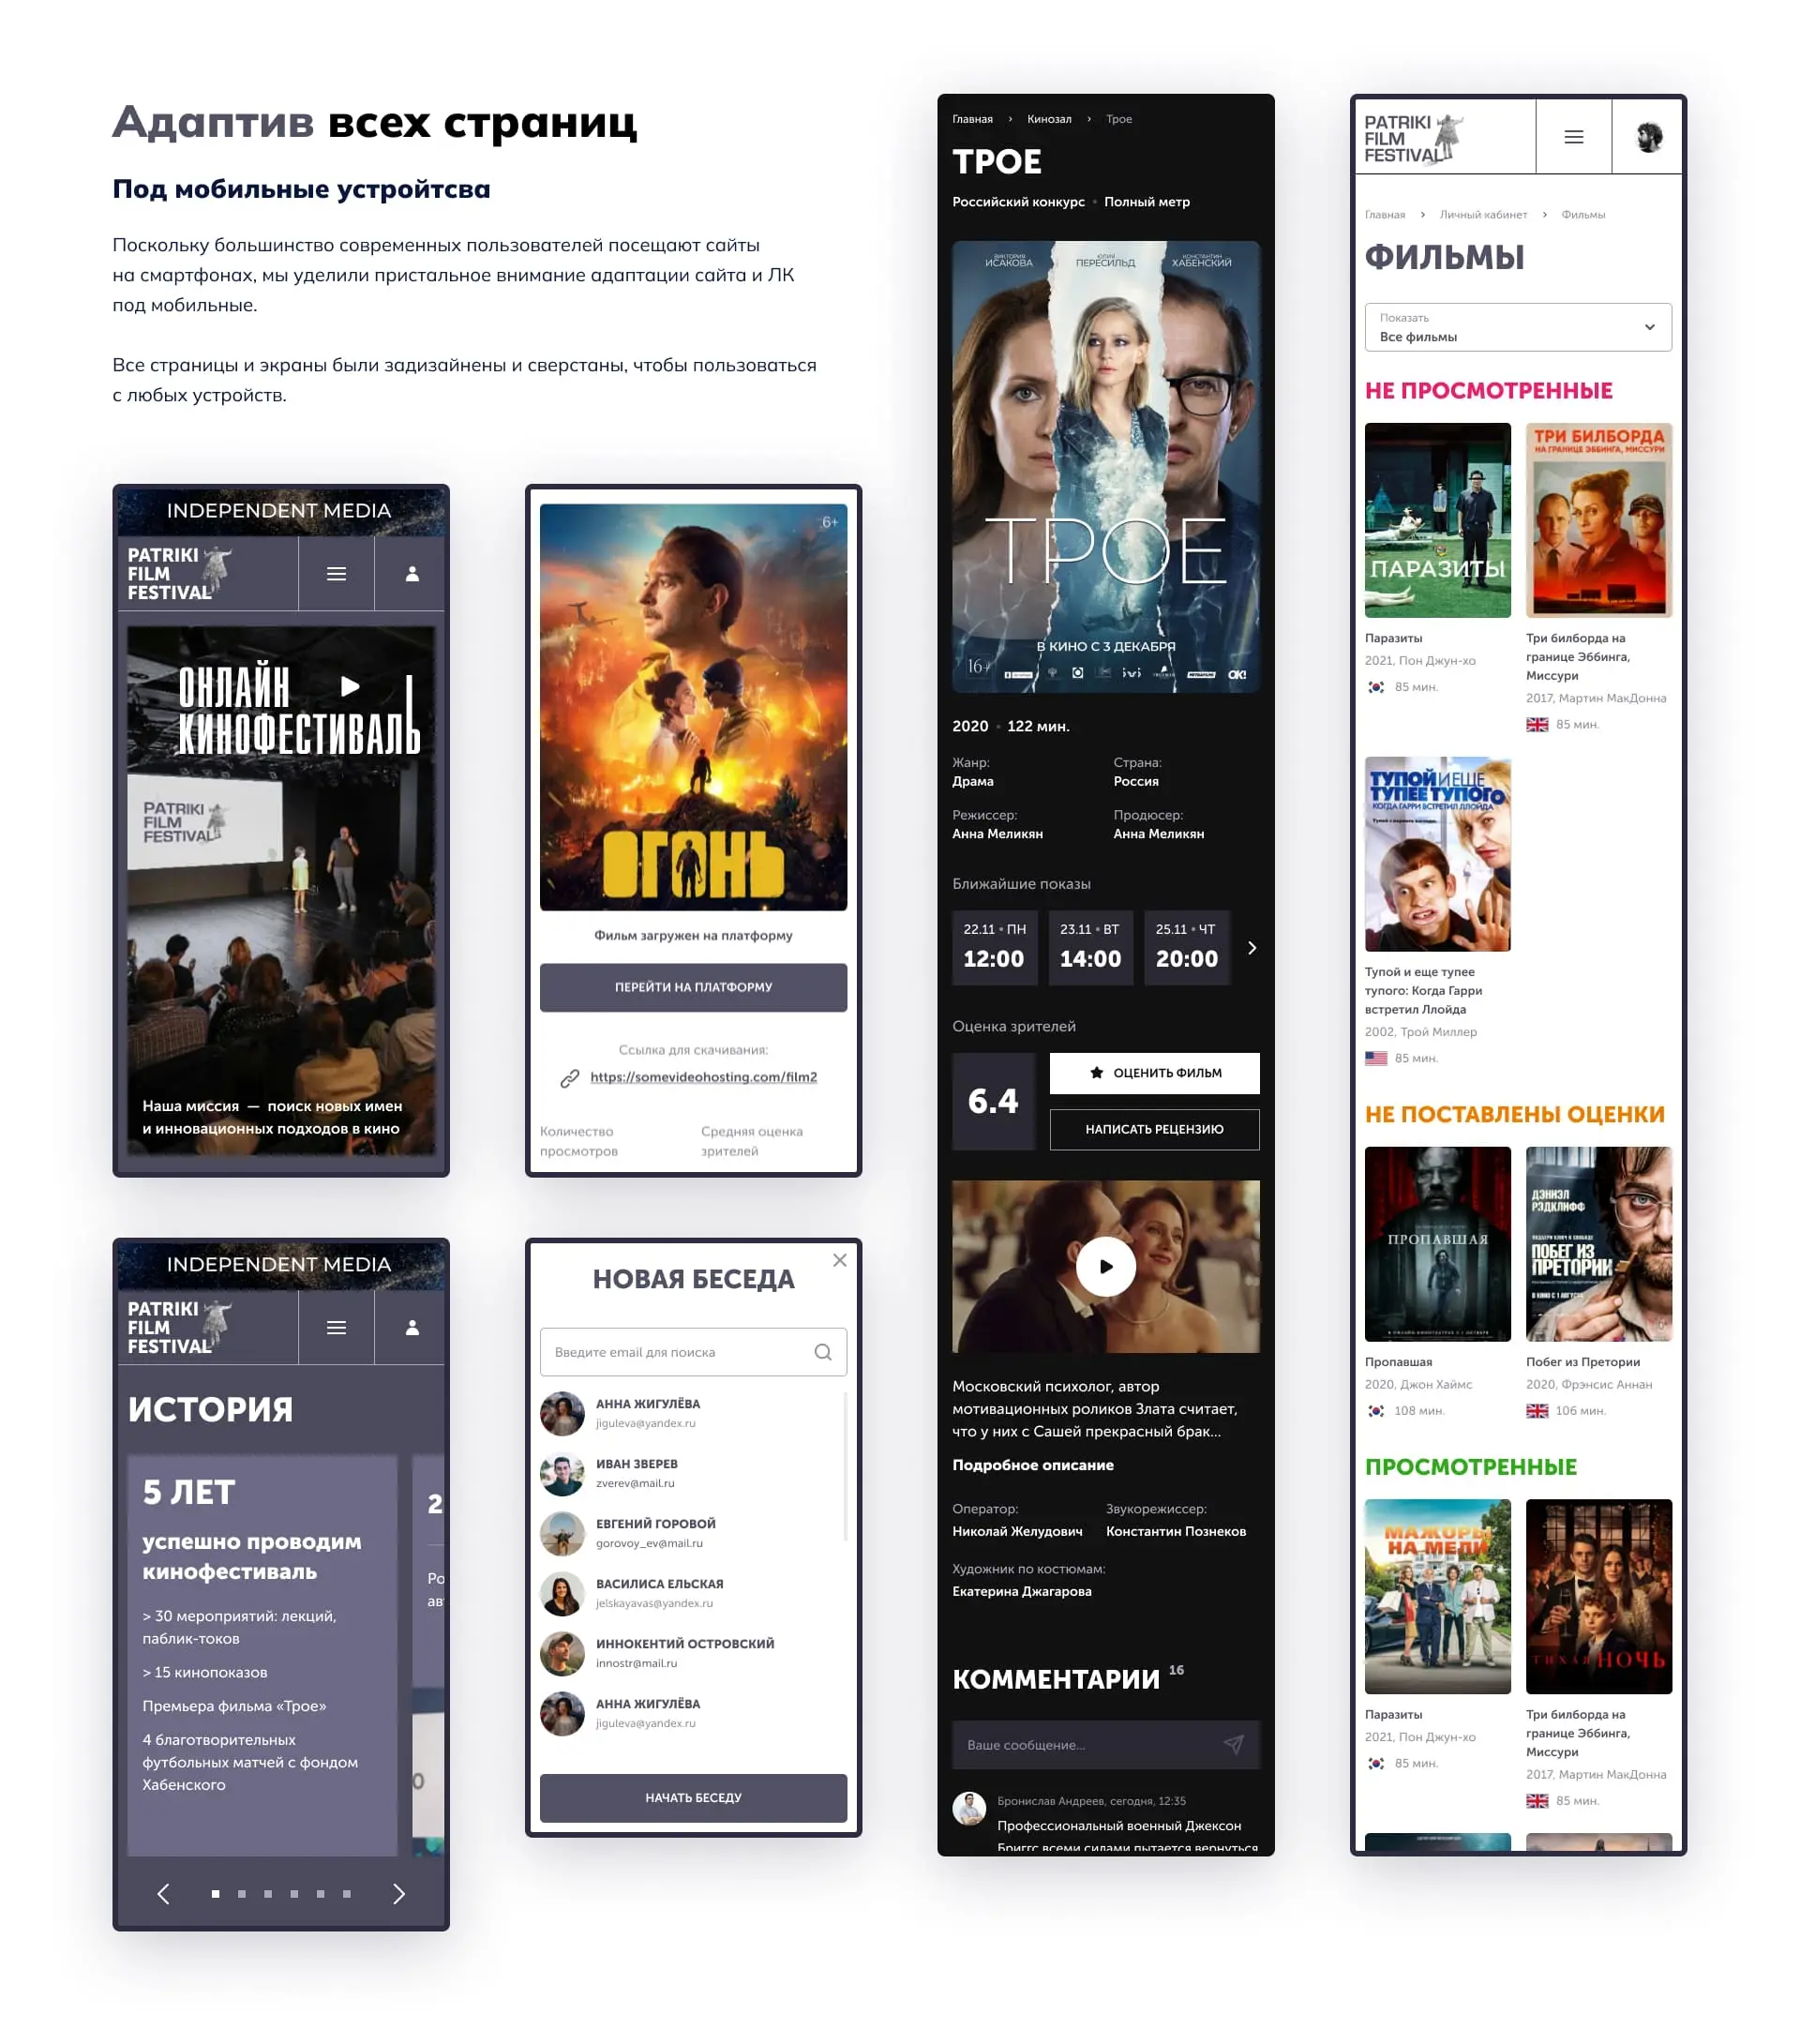 Адаптив всех страниц
Под мобильные устройтсва
Поскольку большинство современных пользователей посещают сайты
на смартфонах, мы уделили пристальное внимание адаптации сайта и ЛК
под мобильные.
Все страницы и экраны были задизайнены и сверстаны, чтобы пользоваться
с любых устройств.
INDEPENDENT MEDIA
PATRIKI
FILM
FESTIVAL
ОНЛАЙН
КИНОФЕСТИВАЛЬ
PATRIKI
FILM
FESTIVAL
Наша миссия — поиск новых имен
и инновационных подходов в кино
6+
ОГОНЬ
Фильм загружен на платформу
ПЕРЕЙТИ НА ПЛАТФОРМУ
Ссылка для скачивания:
https://somevideohosting.com/film2
Количество
просмотров
Средняя оценка
зрителей
INDEPENDENT MEDIA
PATRIKI
FILM
FESTIVAL
ИСТОРИЯ
5 ЛЕТ
успешно проводим
кинофестиваль
> 30 мероприятий: лекций,
паблик-токов
> 15 кинопоказов
Премьера фильма «Трое»
4 благотворительных
футбольных матчей с фондом
Хабенского
2
Ро
ав
НОВАЯ БЕСЕДА
Введите email для поиска
АННА ЖИГУЛЁВА
jiguleva@yandex.ru
ИВАН ЗВЕРЕВ
zverev@mail.ru
ЕВГЕНИЙ ГОРОВОЙ
gorovoy_ev@mail.ru
ВАСИЛИСА ЕЛЬСКАЯ
jelskayavas@yandex.ru
ИННОКЕНТИЙ ОСТРОВСКИЙ
innostr@mail.ru
АННА ЖИГУЛЁВА
jiguleva@yandex.ru
НАЧАТЬ БЕСЕДУ
Главная › Кинозал › Трое
ТРОЕ
Российский конкурс • Полный метр
ВИКТОРИЯ
ИСАКОВА
ЮЛИЯ
ПЕРЕСИЛЬД
КОНСТАНТИН
ХАБЕНСКИЙ
ТРОЕ
В КИНО С 3 ДЕКАБРЯ
16+
OK!
2020 • 122 мин.
Жанр:
Драма
Страна:
Россия
Режиссер:
Анна Меликян
Продюсер:
Анна Меликян
Ближайшие показы
22.11 • ПН
12:00
23.11 • ВТ
14:00
25.11 • ЧТ
20:00
Оценка зрителей
6.4
ОЦЕНИТЬ ФИЛЬМ
НАПИСАТЬ РЕЦЕНЗИЮ
Московский психолог, автор
мотивационных роликов Злата считает,
что у них с Сашей прекрасный брак...
Подробное описание
Оператор:
Николай Желудович
Звукорежиссер:
Константин Познеков
Художник по костюмам:
Екатерина Джагарова
КОММЕНТАРИИ 16
Ваше сообщение...
Бронислав Андреев, сегодня, 12:35
Профессиональный военный Джексон
Бриггс всеми силами пытается вернуться
PATRIKI
FILM
FESTIVAL
Главная › Личный кабинет › Фильмы
ФИЛЬМЫ
Показать
Все фильмы
НЕ ПРОСМОТРЕННЫЕ
ПАРАЗИТЫ
Паразиты
2021, Пон Джун-хо
85 мин.
ТРИ БИЛБОРДА
НА ГРАНИЦЕ ЭББИНГА, МИССУРИ
Три билборда на
границе Эббинга,
Миссури
2017, Мартин МакДонна
85 мин.
ТУПОЙ И ЕЩЕ
ТУПЕЕ ТУПОГО
КОГДА ГАРРИ ВСТРЕТИЛ ЛЛОЙДА
Тупой и еще тупее
тупого: Когда Гарри
встретил Ллойда
2002, Трой Миллер
85 мин.
НЕ ПОСТАВЛЕНЫ ОЦЕНКИ
ПРОПАВШАЯ
Пропавшая
2020, Джон Хаймс
108 мин.
ДЭНИЭЛ
РЭДКЛИФФ
ПОБЕГ ИЗ
ПРЕТОРИИ
В КИНО С 1 АВГУСТА
Побег из Претории
2020, Фрэнсис Аннан
106 мин.
ПРОСМОТРЕННЫЕ
МАЖОРЫ
НА МЕЛИ
Паразиты
2021, Пон Джун-хо
85 мин.
ТИХАЯ НОЧЬ
Три билборда на
границе Эббинга,
Миссури
2017, Мартин МакДонна
85 мин.